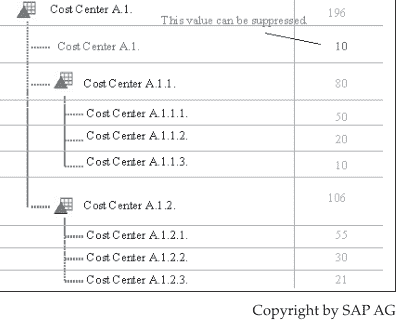 Cost Center A.1. 196
This value can be suppressed.
Cost Center A.1. 10
Cost Center A.1.1. 80
Cost Center A.1.1.1. 50
Cost Center A.1.1.2. 20
Cost Center A.1.1.3. 10
Cost Center A.1.2. 106
Cost Center A.1.2.1. 55
Cost Center A.1.2.2. 30
Cost Center A.1.2.3. 21
Copyright by SAP AG